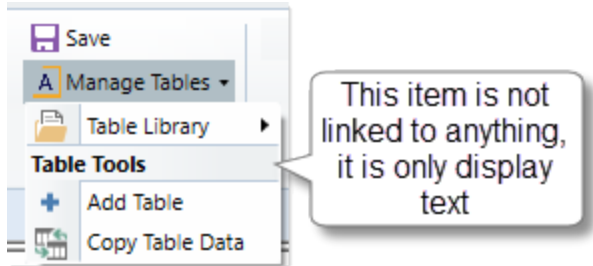 Save
A Manage Tables
Table Library
Table Tools
Add Table
Copy Table Data
This item is not
linked to anything,
it is only display
text